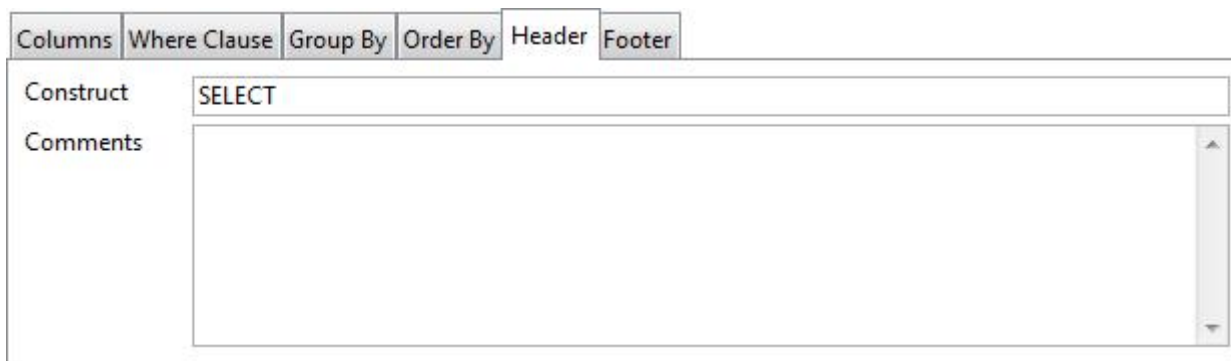 Columns Where Clause Group By Order By Header Footer
Construct SELECT
Comments